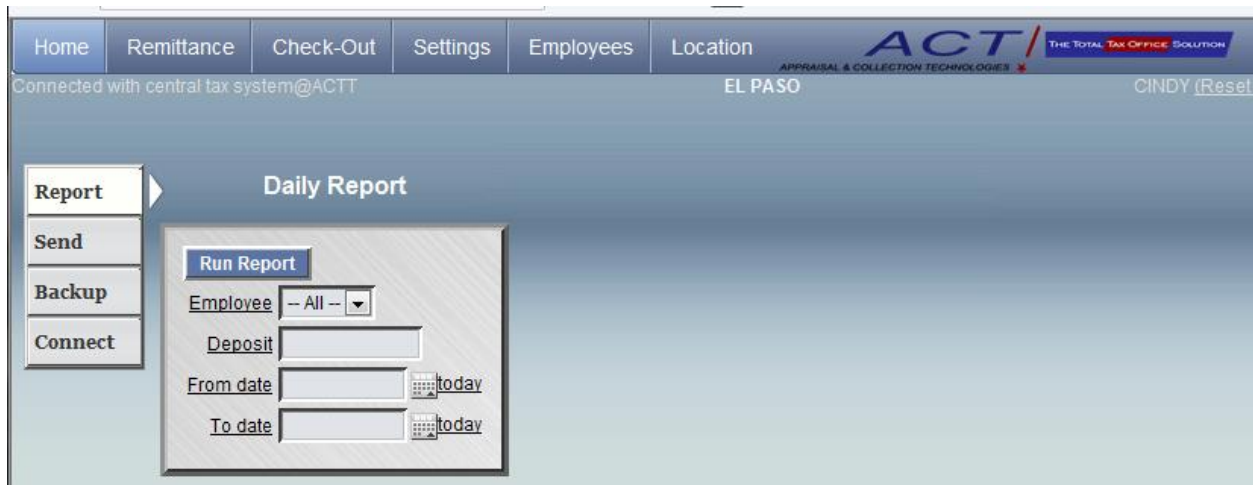 Home Remittance Check-Out Settings Employees Location ACT THE TOTAL TAX OFFICE SOLUTION
APPRAISAL & COLLECTION TECHNOLOGIES
Connected with central tax system@ACTT EL PASO CINDY (Reset
Report
Daily Report
Send
Run Report
Backup
Employee -- All --
Connect
Deposit
From date today
To date today